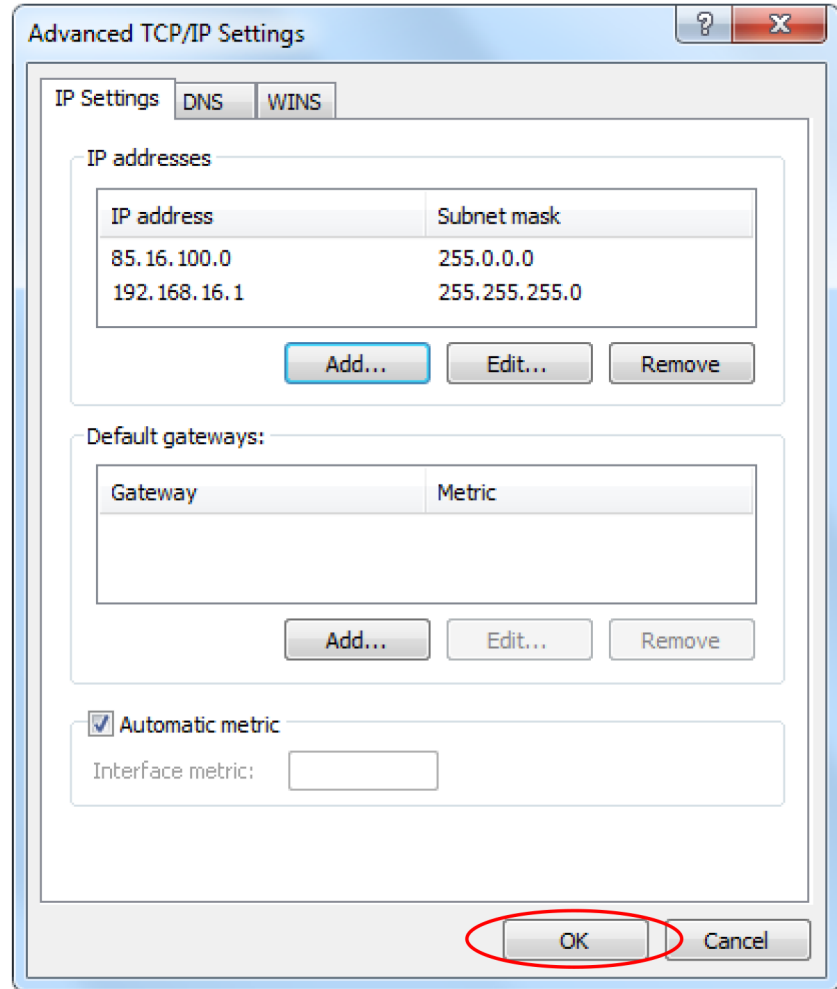 Advanced TCP/IP Settings
IP Settings DNS WINS
IP addresses
IP address Subnet mask
85.16.100.0 255.0.0.0
192.168.16.1 255.255.255.0
Add... Edit... Remove
Default gateways:
Gateway Metric
Add... Edit... Remove
Automatic metric
Interface metric:
OK Cancel